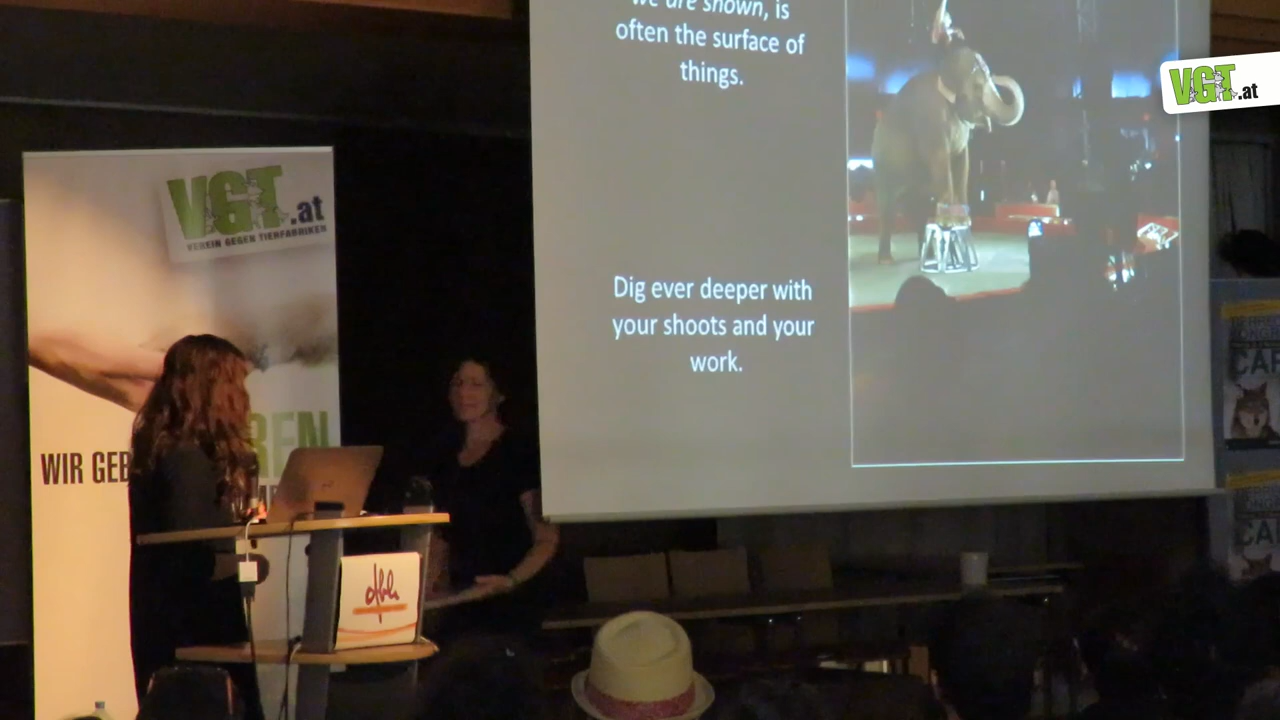 we are shown, is
often the surface of
things.
Dig ever deeper with
your shoots and your
work.
VGT.at
VGT.at
VEREIN GEGEN TIERFABRIKEN
WIR GEB
REN
dfbk